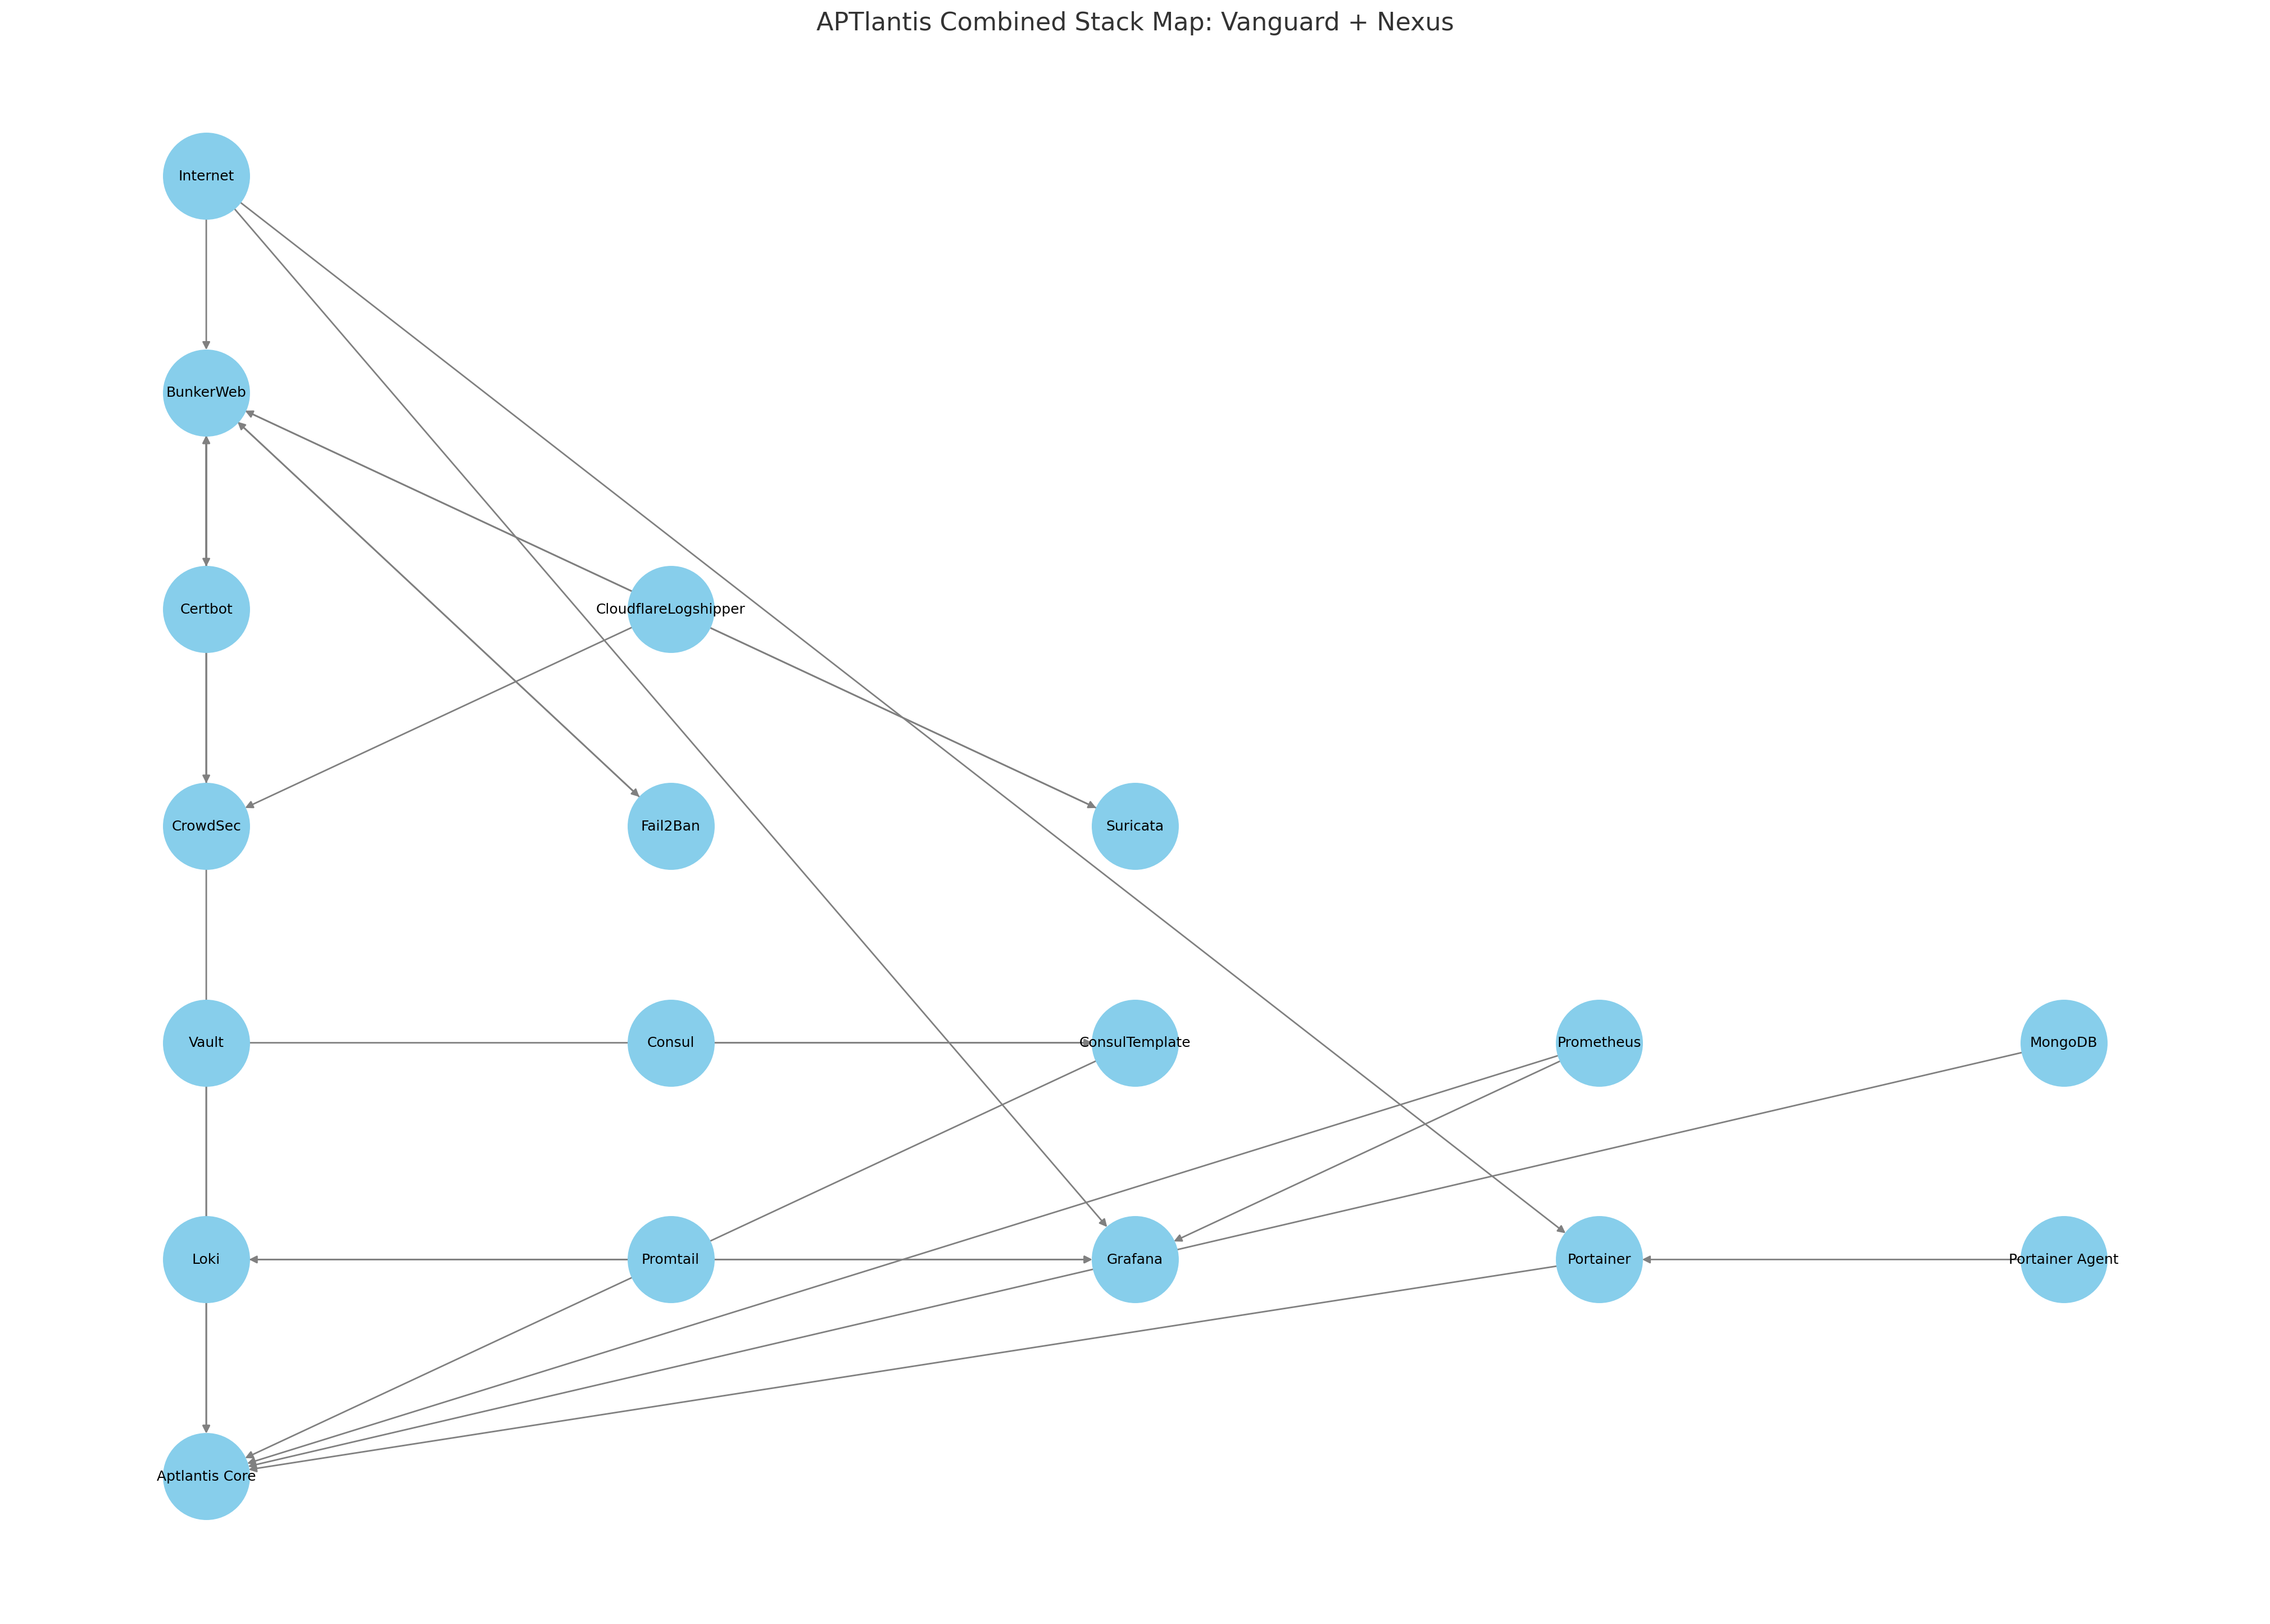 APTlantis Combined Stack Map: Vanguard + Nexus
Internet
BunkerWeb
Certbot
CloudflareLogshipper
CrowdSec
Fail2Ban
Suricata
Vault
Consul
ConsulTemplate
Prometheus
MongoDB
Loki
Promtail
Grafana
Portainer
Portainer Agent
Aptlantis Core